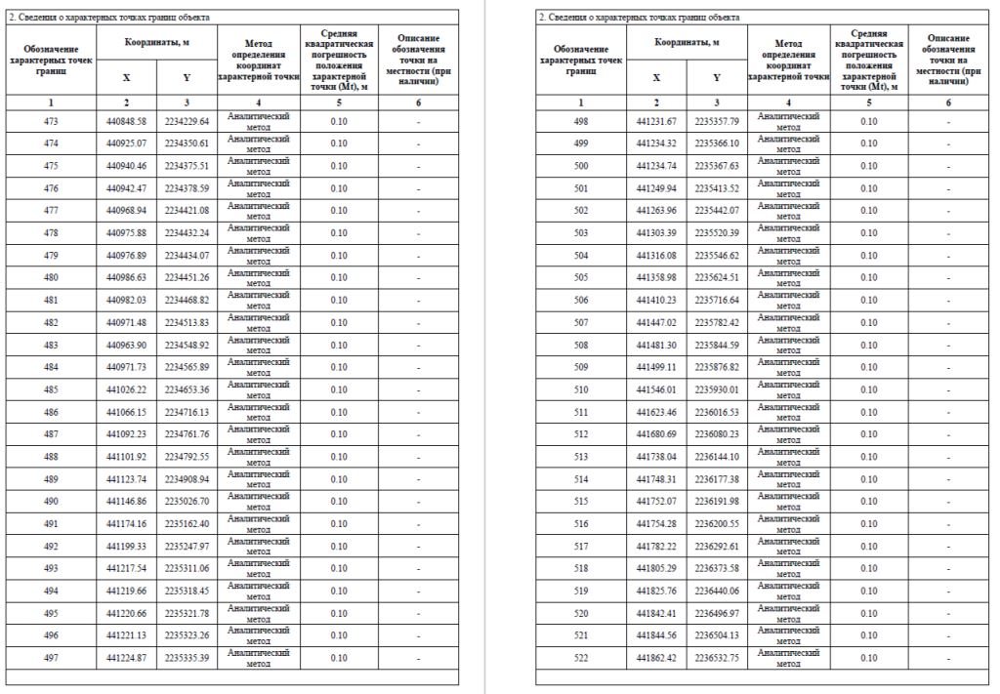 2. Сведения о характерных точках границ объекта
Обозначение характерных точек границ | Координаты, м | Метод определения координат характерной точки | Средняя квадратическая погрешность положения характерной точки (Mt), м | Описание обозначения точки на местности (при наличии)
X | Y
1 | 2 | 3 | 4 | 5 | 6
473 | 440848.58 | 2234229.64 | Аналитический метод | 0.10 | -
474 | 440925.07 | 2234350.61 | Аналитический метод | 0.10 | -
475 | 440940.46 | 2234375.51 | Аналитический метод | 0.10 | -
476 | 440942.47 | 2234378.59 | Аналитический метод | 0.10 | -
477 | 440968.94 | 2234421.08 | Аналитический метод | 0.10 | -
478 | 440975.88 | 2234432.24 | Аналитический метод | 0.10 | -
479 | 440976.89 | 2234434.07 | Аналитический метод | 0.10 | -
480 | 440986.63 | 2234451.26 | Аналитический метод | 0.10 | -
481 | 440982.03 | 2234468.82 | Аналитический метод | 0.10 | -
482 | 440971.48 | 2234513.83 | Аналитический метод | 0.10 | -
483 | 440963.90 | 2234548.92 | Аналитический метод | 0.10 | -
484 | 440971.73 | 2234565.89 | Аналитический метод | 0.10 | -
485 | 441026.22 | 2234653.36 | Аналитический метод | 0.10 | -
486 | 441066.15 | 2234716.13 | Аналитический метод | 0.10 | -
487 | 441092.23 | 2234761.76 | Аналитический метод | 0.10 | -
488 | 441101.92 | 2234792.55 | Аналитический метод | 0.10 | -
489 | 441123.74 | 2234908.94 | Аналитический метод | 0.10 | -
490 | 441146.86 | 2235026.70 | Аналитический метод | 0.10 | -
491 | 441174.16 | 2235162.40 | Аналитический метод | 0.10 | -
492 | 441199.33 | 2235247.97 | Аналитический метод | 0.10 | -
493 | 441217.54 | 2235311.06 | Аналитический метод | 0.10 | -
494 | 441219.66 | 2235318.45 | Аналитический метод | 0.10 | -
495 | 441220.66 | 2235321.78 | Аналитический метод | 0.10 | -
496 | 441221.13 | 2235323.26 | Аналитический метод | 0.10 | -
497 | 441224.87 | 2235335.39 | Аналитический метод | 0.10 | -
2. Сведения о характерных точках границ объекта
Обозначение характерных точек границ | Координаты, м | Метод определения координат характерной точки | Средняя квадратическая погрешность положения характерной точки (Mt), м | Описание обозначения точки на местности (при наличии)
X | Y
1 | 2 | 3 | 4 | 5 | 6
498 | 441231.67 | 2235357.79 | Аналитический метод | 0.10 | -
499 | 441234.32 | 2235366.10 | Аналитический метод | 0.10 | -
500 | 441234.74 | 2235367.63 | Аналитический метод | 0.10 | -
501 | 441249.94 | 2235413.52 | Аналитический метод | 0.10 | -
502 | 441263.96 | 2235442.07 | Аналитический метод | 0.10 | -
503 | 441303.39 | 2235520.39 | Аналитический метод | 0.10 | -
504 | 441316.08 | 2235546.62 | Аналитический метод | 0.10 | -
505 | 441358.98 | 2235624.51 | Аналитический метод | 0.10 | -
506 | 441410.23 | 2235716.64 | Аналитический метод | 0.10 | -
507 | 441447.02 | 2235782.42 | Аналитический метод | 0.10 | -
508 | 441481.30 | 2235844.59 | Аналитический метод | 0.10 | -
509 | 441499.11 | 2235876.82 | Аналитический метод | 0.10 | -
510 | 441546.01 | 2235930.01 | Аналитический метод | 0.10 | -
511 | 441623.46 | 2236016.53 | Аналитический метод | 0.10 | -
512 | 441680.69 | 2236080.23 | Аналитический метод | 0.10 | -
513 | 441738.04 | 2236144.10 | Аналитический метод | 0.10 | -
514 | 441748.31 | 2236177.38 | Аналитический метод | 0.10 | -
515 | 441752.07 | 2236191.98 | Аналитический метод | 0.10 | -
516 | 441754.28 | 2236200.55 | Аналитический метод | 0.10 | -
517 | 441782.22 | 2236292.61 | Аналитический метод | 0.10 | -
518 | 441805.29 | 2236373.58 | Аналитический метод | 0.10 | -
519 | 441825.76 | 2236440.06 | Аналитический метод | 0.10 | -
520 | 441842.41 | 2236496.97 | Аналитический метод | 0.10 | -
521 | 441844.56 | 2236504.13 | Аналитический метод | 0.10 | -
522 | 441862.42 | 2236532.75 | Аналитический метод | 0.10 | -